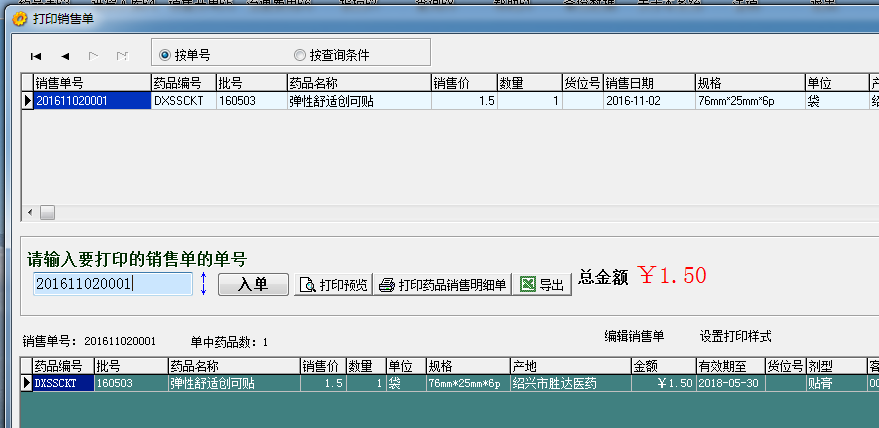 打印销售单
按单号 按查询条件
销售单号 药品编号 批号 药品名称 销售价 数量 货位号 销售日期 规格 单位
201611020001 DXSSCKT 160503 弹性舒适创可贴 1.5 1 2016-11-02 76mm*25mm*6p 袋
请输入要打印的销售单的单号
201611020001 入单 打印预览 打印药品销售明细单 导出 总金额 ￥1.50
销售单号：201611020001 单中药品数：1 编辑销售单 设置打印样式
药品编号 批号 药品名称 销售价 数量 单位 规格 产地 金额 有效期至 货位号 剂型
DXSSCKT 160503 弹性舒适创可贴 1.5 1 袋 76mm*25mm*6p 绍兴市胜达医药 ￥1.50 2018-05-30 贴膏